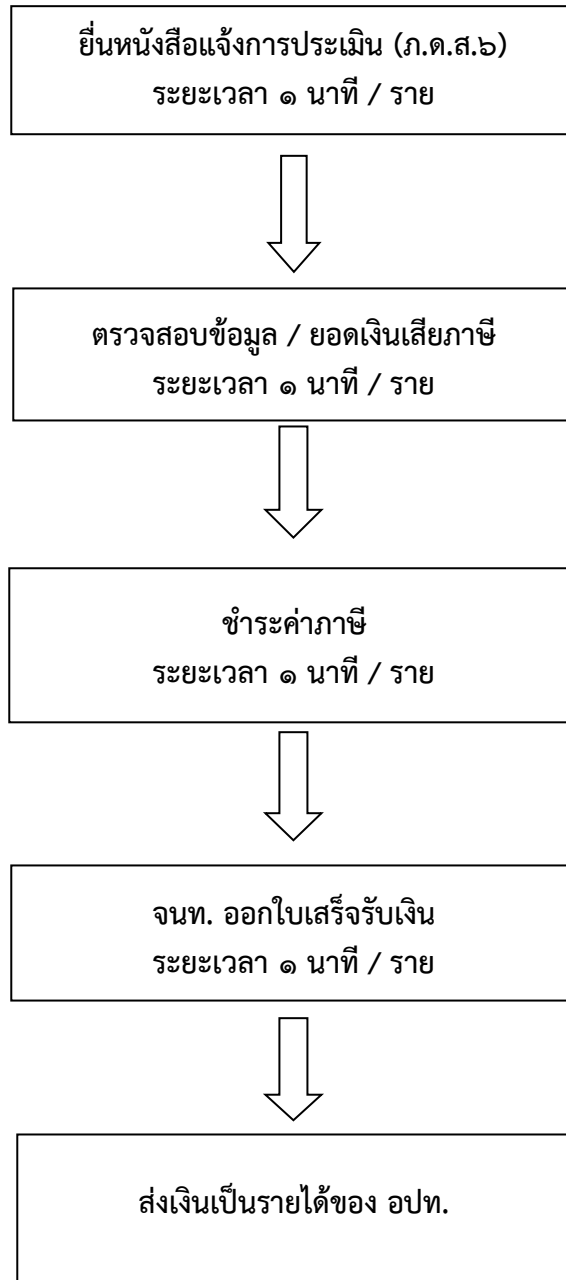 ยื่นหนังสือแจ้งการประเมิน (ภ.ด.ส.๖)
ระยะเวลา ๑ นาที / ราย
ตรวจสอบข้อมูล / ยอดเงินเสียภาษี
ระยะเวลา ๑ นาที / ราย
ชำระค่าภาษี
ระยะเวลา ๑ นาที / ราย
จนท. ออกใบเสร็จรับเงิน
ระยะเวลา ๑ นาที / ราย
ส่งเงินเป็นรายได้ของ อปท.